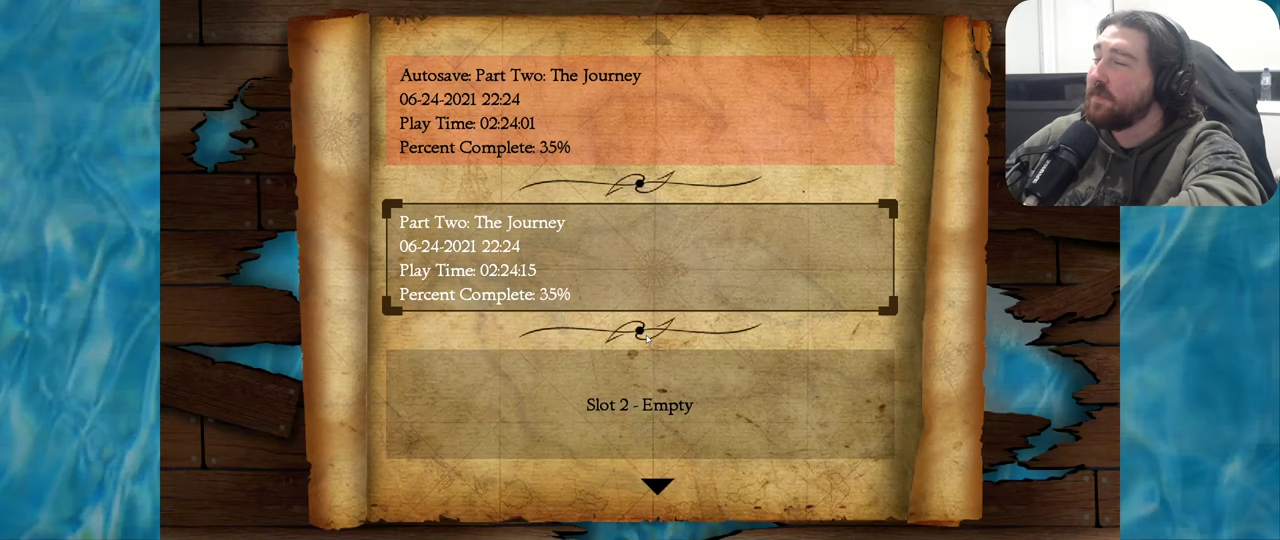 Autosave: Part Two: The Journey
06-24-2021 22:24
Play Time: 02:24:01
Percent Complete: 35%
Part Two: The Journey
06-24-2021 22:24
Play Time: 02:24:15
Percent Complete: 35%
Slot 2 - Empty